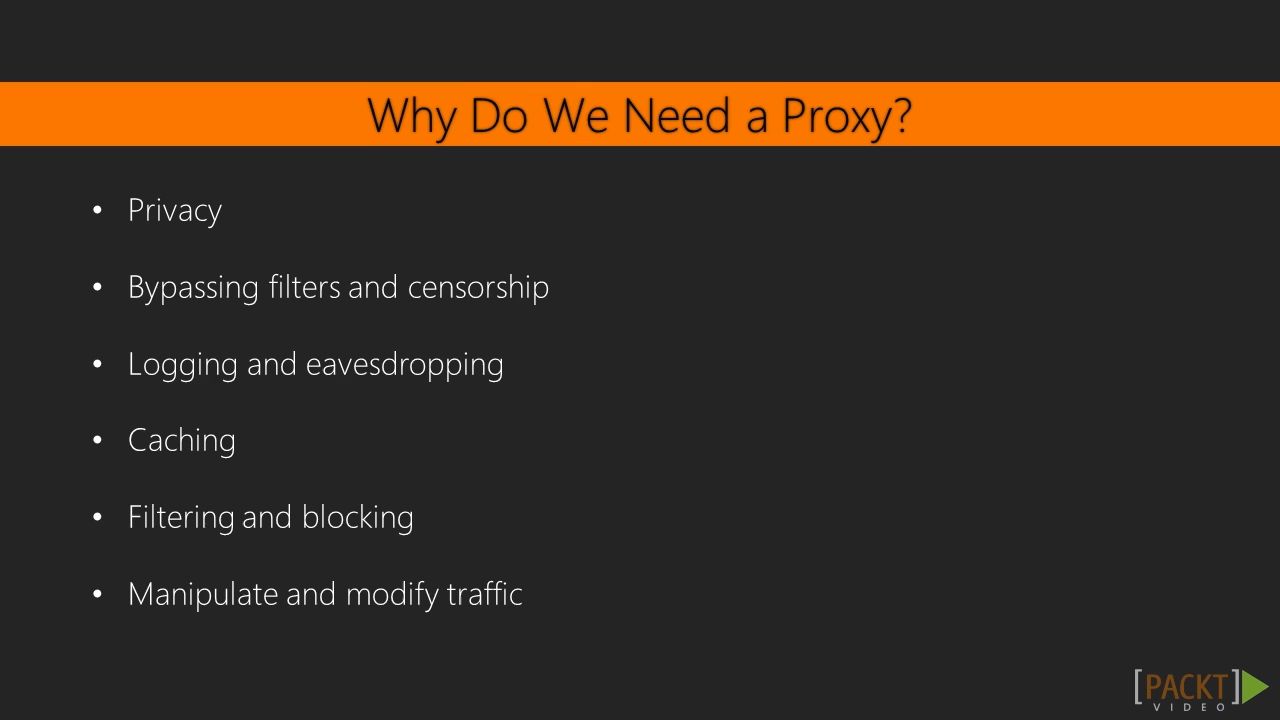 Why Do We Need a Proxy?
• Privacy
• Bypassing filters and censorship
• Logging and eavesdropping
• Caching
• Filtering and blocking
• Manipulate and modify traffic
[PACKT]
VIDEO